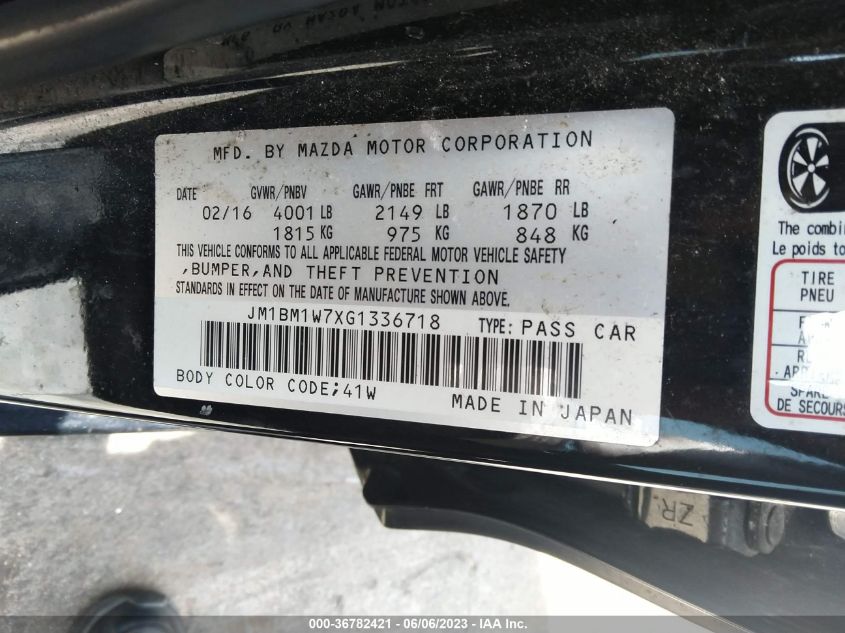 MFD. BY MAZDA MOTOR CORPORATION
DATE GVWR/PNBV GAWR/PNBE FRT GAWR/PNBE RR
02/16 4001 LB 2149 LB 1870 LB
1815 KG 975 KG 848 KG
THIS VEHICLE CONFORMS TO ALL APPLICABLE FEDERAL MOTOR VEHICLE SAFETY
,BUMPER,AND THEFT PREVENTION
STANDARDS IN EFFECT ON THE DATE OF MANUFACTURE SHOWN ABOVE.
JM1BM1W7XG1336718 TYPE: PASS CAR
BODY COLOR CODE;41W
MADE IN JAPAN
The combin
Le poids to
TIRE
PNEU
SPARE
DE SECOURS
ZR.
000-36782421 - 06/06/2023 - IAA Inc.